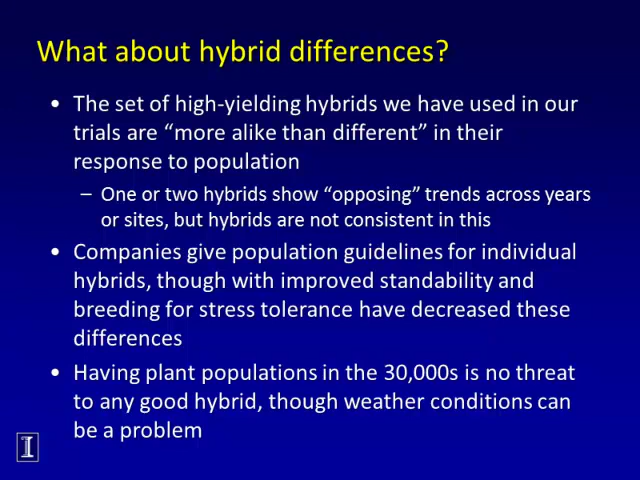 What about hybrid differences?
• The set of high-yielding hybrids we have used in our
trials are “more alike than different” in their
response to population
– One or two hybrids show “opposing” trends across years
or sites, but hybrids are not consistent in this
• Companies give population guidelines for individual
hybrids, though with improved standability and
breeding for stress tolerance have decreased these
differences
• Having plant populations in the 30,000s is no threat
to any good hybrid, though weather conditions can
be a problem
I